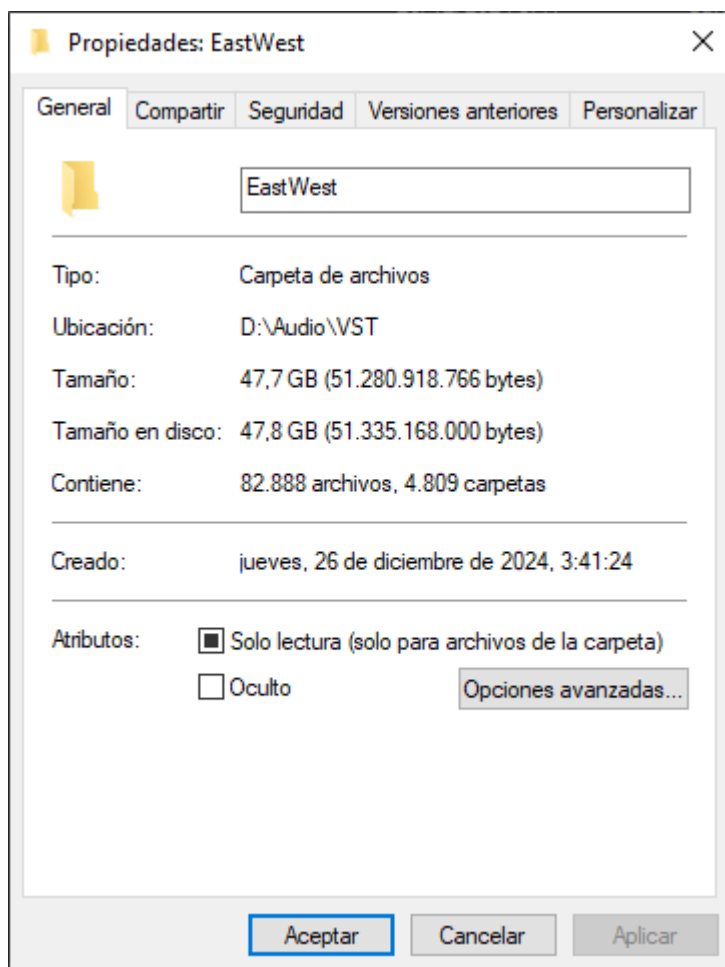 Propiedades: EastWest
General Compartir Seguridad Versiones anteriores Personalizar
EastWest
Tipo: Carpeta de archivos
Ubicación: D:\Audio\VST
Tamaño: 47,7 GB (51.280.918.766 bytes)
Tamaño en disco: 47,8 GB (51.335.168.000 bytes)
Contiene: 82.888 archivos, 4.809 carpetas
Creado: jueves, 26 de diciembre de 2024, 3:41:24
Atributos: Solo lectura (solo para archivos de la carpeta)
Oculto Opciones avanzadas...
Aceptar Cancelar Aplicar